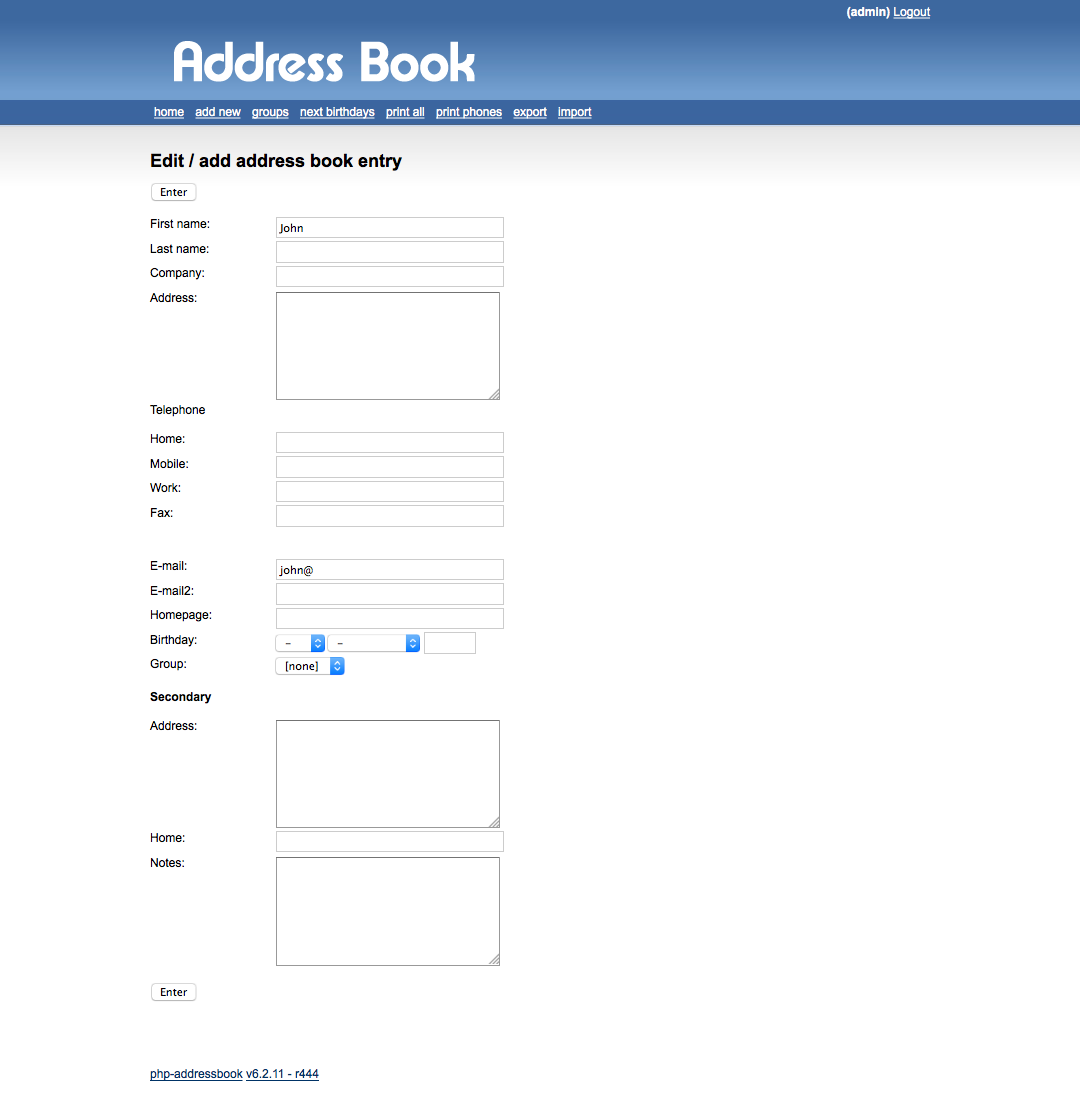 (admin) Logout
Address Book
home add new groups next birthdays print all print phones export import
Edit / add address book entry
Enter
First name: John
Last name:
Company:
Address:
Telephone
Home:
Mobile:
Work:
Fax:
E-mail: john@
E-mail2:
Homepage:
Birthday: – –
Group: [none]
Secondary
Address:
Home:
Notes:
Enter
php-addressbook v6.2.11 - r444